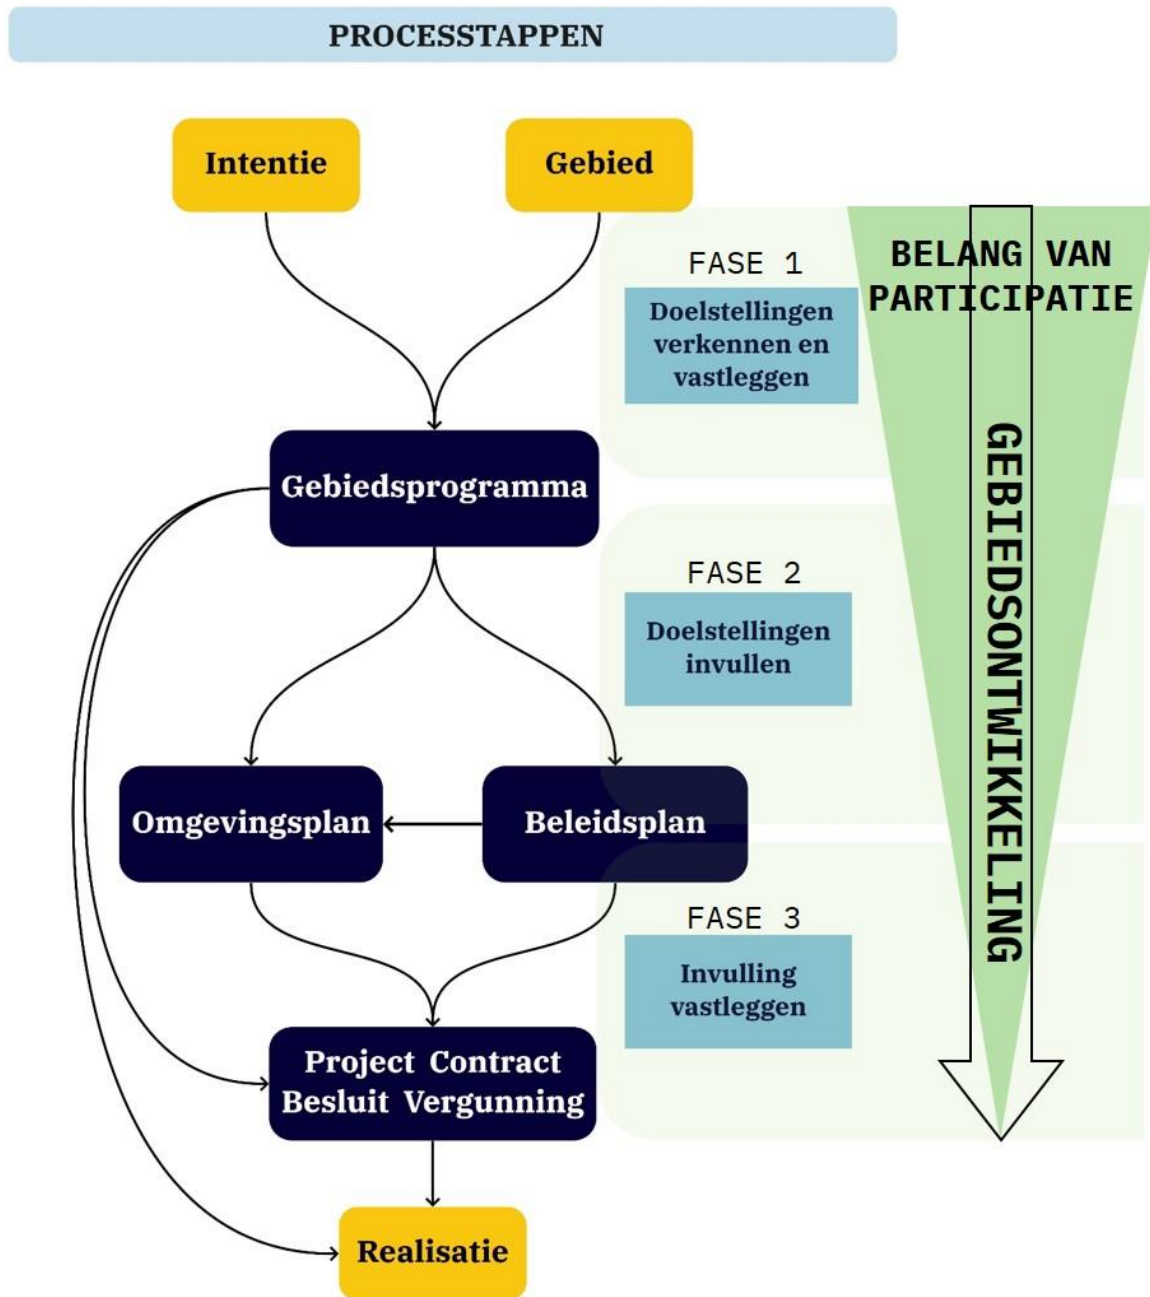 PROCESSTAPPEN
Intentie
Gebied
FASE 1
Doelstellingen
verkennen en
vastleggen
BELANG VAN
PARTICIPATIE
GEBIEDSONTWIKKELING
Gebiedsprogramma
FASE 2
Doelstellingen
invullen
Omgevingsplan
Beleidsplan
FASE 3
Invulling
vastleggen
Project Contract
Besluit Vergunning
Realisatie